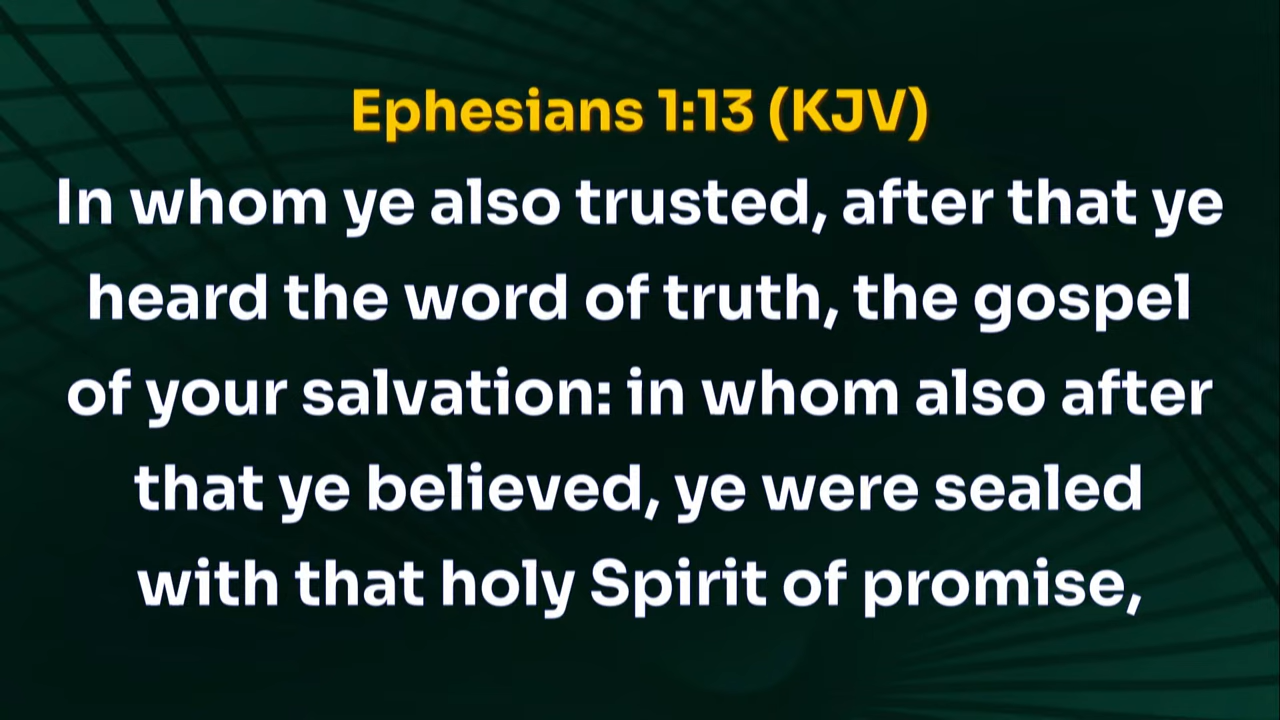 Ephesians 1:13 (KJV)
In whom ye also trusted, after that ye
heard the word of truth, the gospel
of your salvation: in whom also after
that ye believed, ye were sealed
with that holy Spirit of promise,